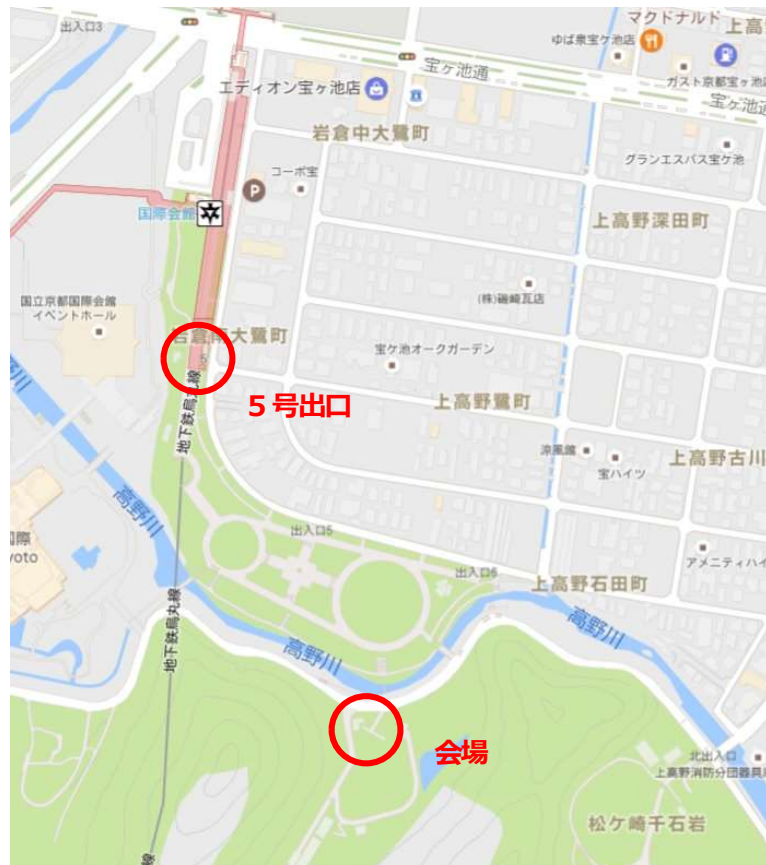 出入口3
マクドナルド
上高
ゆば泉宝ケ池店
宝ケ池通
エディオン宝ヶ池店
ガスト京都宝ヶ池店
宝ケ池通
岩倉中大鷺町
グランエスパス宝ケ池
コーポ宝
P
国際会館
上高野深田町
国立京都国際会館
イベントホール
(株)磯崎瓦店
岩倉南大鷺町
宝ケ池オークガーデン
5号出口
上高野鷺町
地下鉄烏丸線
涼風館
宝ハイツ
上高野古川
高野川
出入口5
国際
yoto
出入口6
アメニティハイ
上高野石田町
地下鉄烏丸線
高野川
高野川
会場
北出入口
上高野消防分団器具庫
松ケ崎千石岩